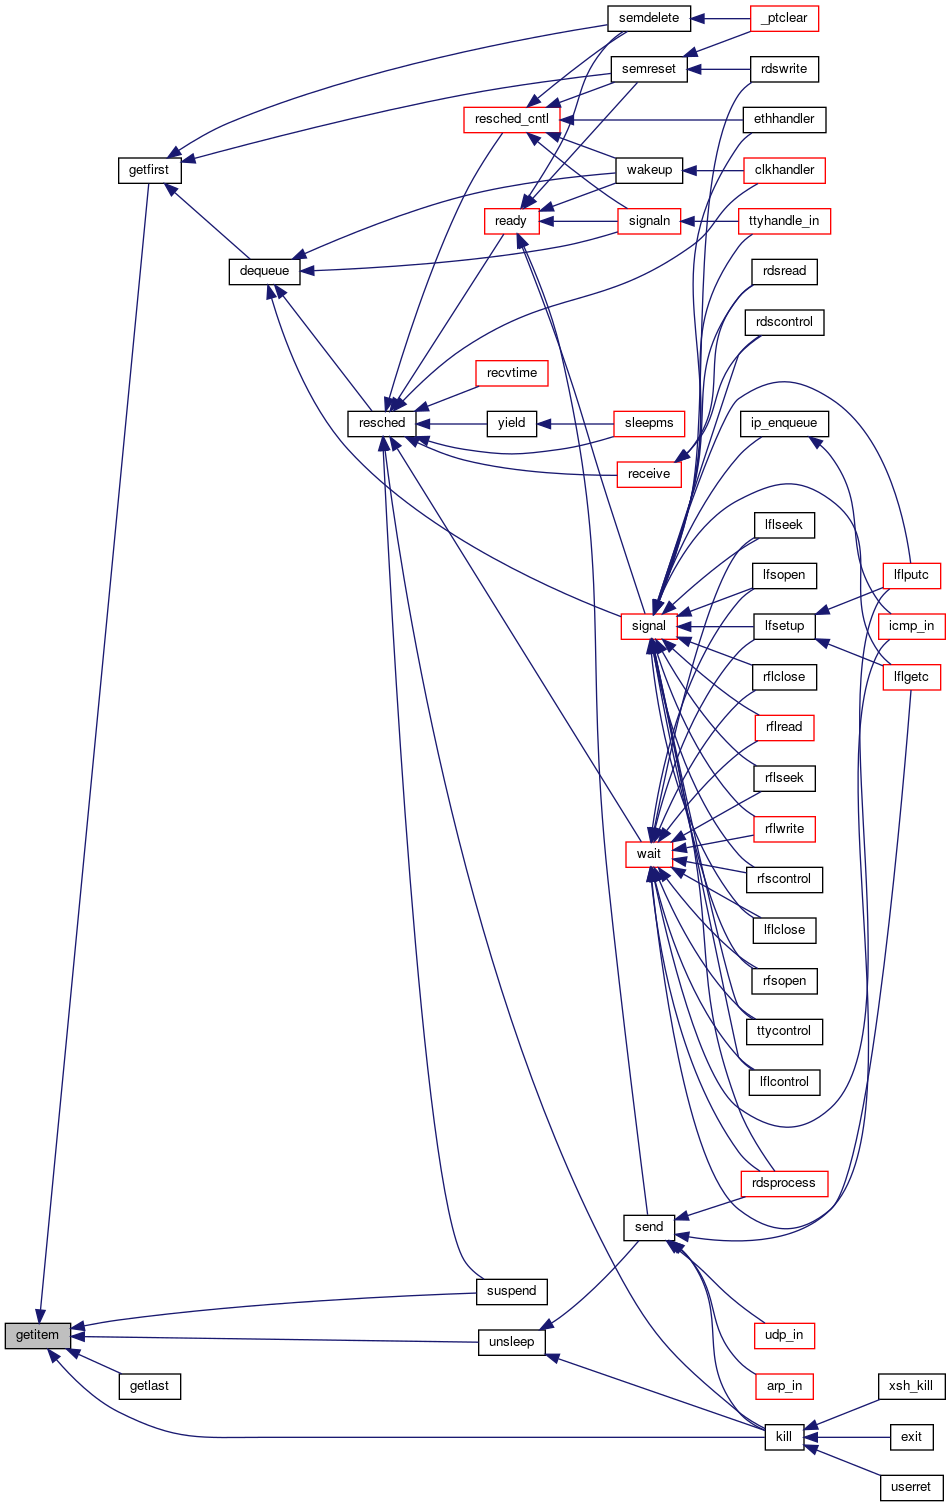 semdelete
_ptclear
semreset
rdswrite
resched_cntl
ethhandler
getfirst
wakeup
clkhandler
ready
signaln
ttyhandle_in
dequeue
rdsread
rdscontrol
recvtime
resched
yield
sleepms
ip_enqueue
receive
lflseek
lfsopen
lflputc
signal
lfsetup
icmp_in
rflclose
lflgetc
rflread
rflseek
rflwrite
wait
rfscontrol
lflclose
rfsopen
ttycontrol
lflcontrol
rdsprocess
send
suspend
getitem
unsleep
udp_in
getlast
arp_in
xsh_kill
kill
exit
userret